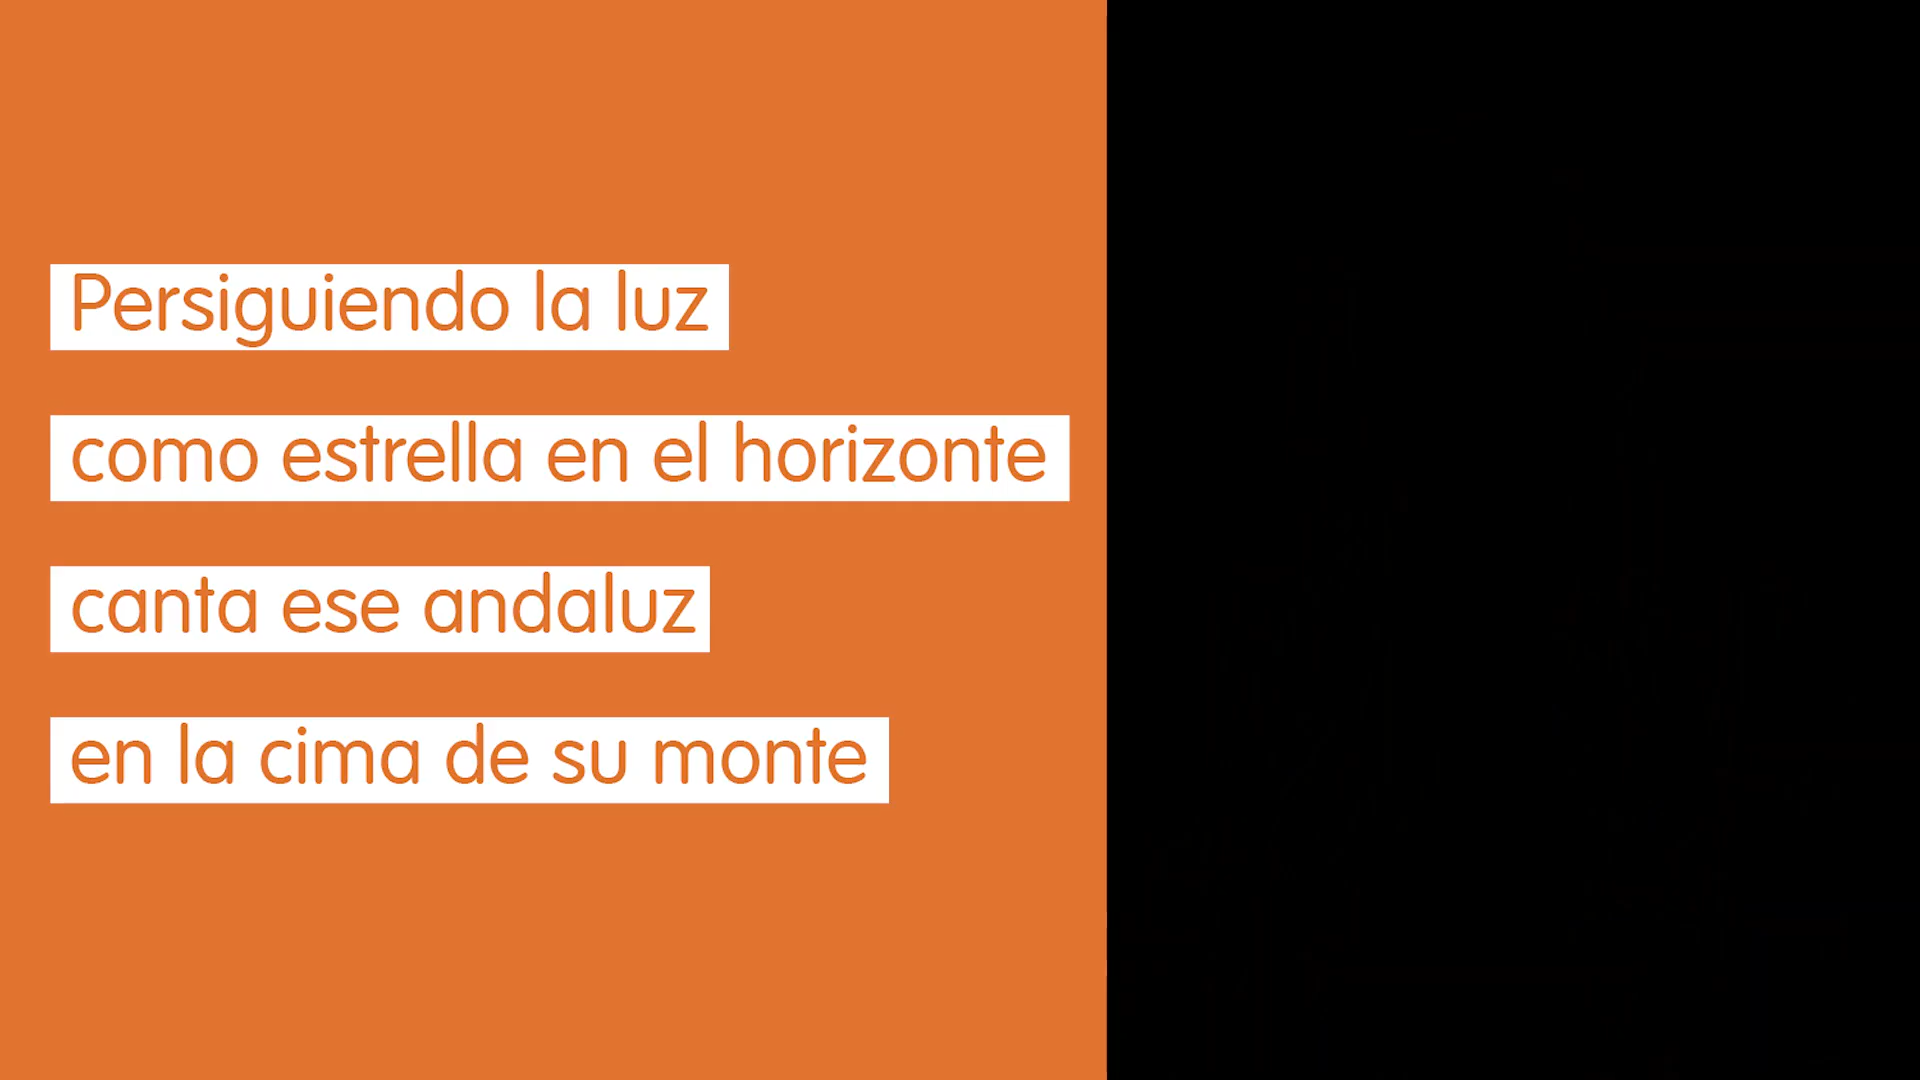 Persiguiendo la luz
como estrella en el horizonte
canta ese andaluz
en la cima de su monte